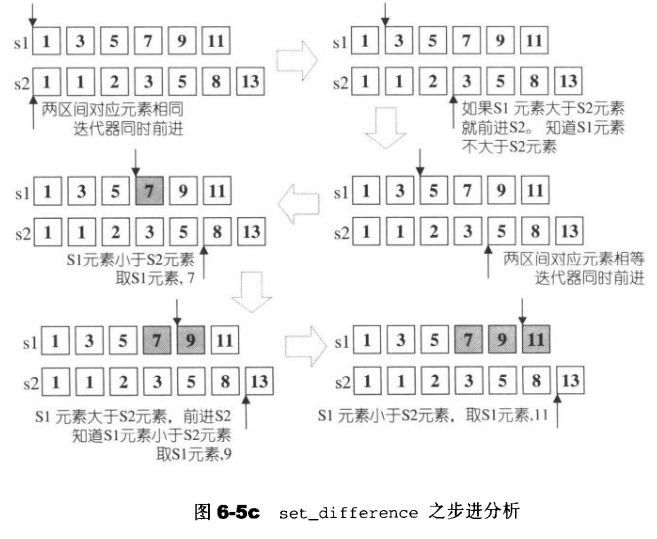 s1 1 3 5 7 9 11
s2 1 1 2 3 5 8 13
两区间对应元素相同
迭代器同时前进
s1 1 3 5 7 9 11
s2 1 1 2 3 5 8 13
如果S1 元素大于S2元素
就前进S2。 知道S1元素
不大于S2元素
s1 1 3 5 7 9 11
s2 1 1 2 3 5 8 13
两区间对应元素相等
迭代器同时前进
s1 1 3 5 7 9 11
s2 1 1 2 3 5 8 13
S1元素小于S2元素
取S1元素, 7
s1 1 3 5 7 9 11
s2 1 1 2 3 5 8 13
S1 元素大于S2元素, 前进S2
知道S1元素小于S2元素
取S1元素,9
s1 1 3 5 7 9 11
s2 1 1 2 3 5 8 13
S1 元素小于S2元素, 取S1元素,11
图 6-5c set_difference 之步进分析